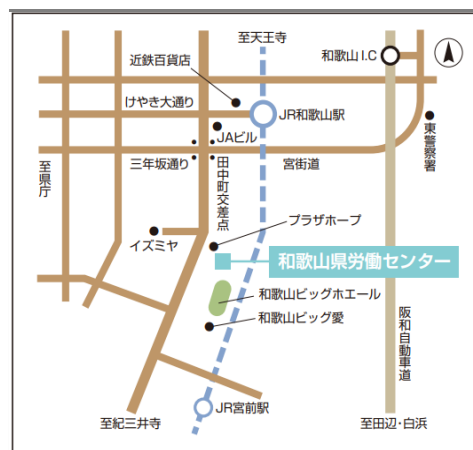 至天王寺
近鉄百貨店
和歌山I.C
けやき大通り
JR和歌山駅
JAビル
東警察署
至県庁
三年坂通り
田中町交差点
宮街道
プラザホープ
イズミヤ
和歌山県労働センター
和歌山ビッグホエール
和歌山ビッグ愛
阪和自動車道
JR宮前駅
至紀三井寺
至田辺・白浜